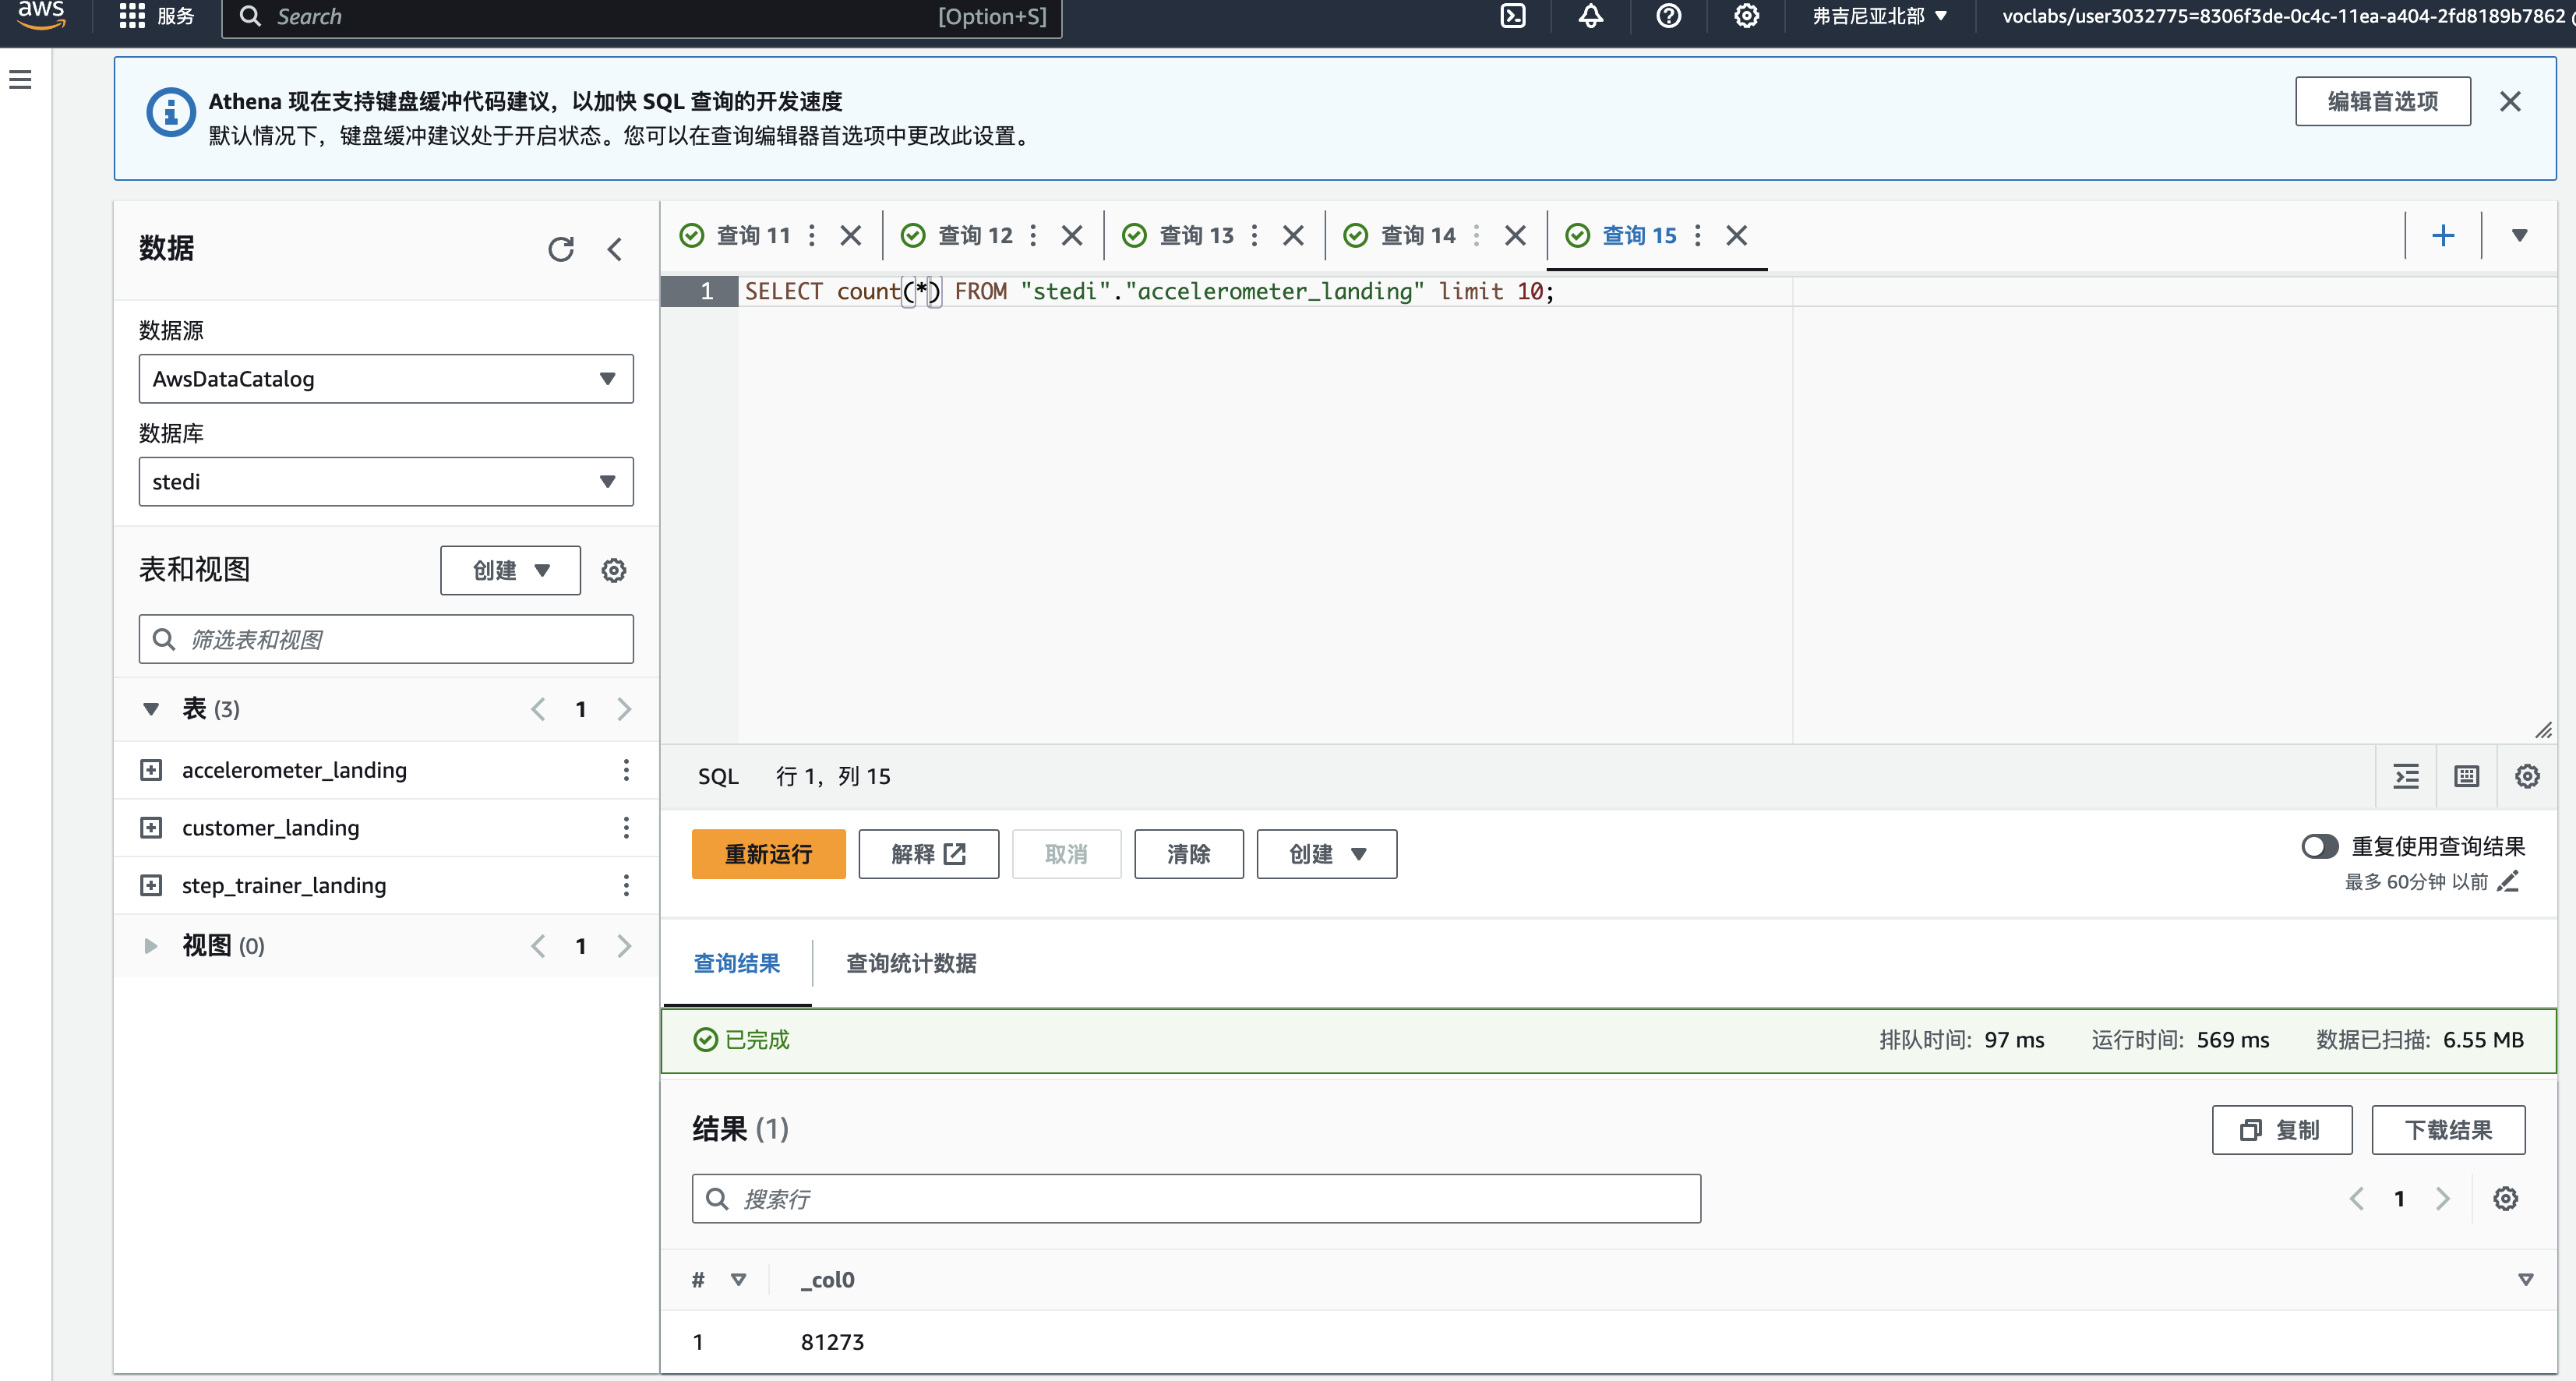 aws 服务 Search [Option+S] 弗吉尼亚北部 voclabs/user3032775=8306f3de-0c4c-11ea-a404-2fd8189b7862
Athena 现在支持键盘缓冲代码建议，以加快 SQL 查询的开发速度
默认情况下，键盘缓冲建议处于开启状态。您可以在查询编辑器首选项中更改此设置。
编辑首选项
数据
数据源
AwsDataCatalog
数据库
stedi
表和视图 创建
筛选表和视图
表 (3) 1
accelerometer_landing
customer_landing
step_trainer_landing
视图 (0) 1
查询 11 查询 12 查询 13 查询 14 查询 15
1 SELECT count(*) FROM "stedi"."accelerometer_landing" limit 10;
SQL 行 1，列 15
重新运行 解释 取消 清除 创建
重复使用查询结果
最多 60分钟 以前
查询结果 查询统计数据
已完成 排队时间: 97 ms 运行时间: 569 ms 数据已扫描: 6.55 MB
结果 (1) 复制 下载结果
搜索行 1
# _col0
1 81273